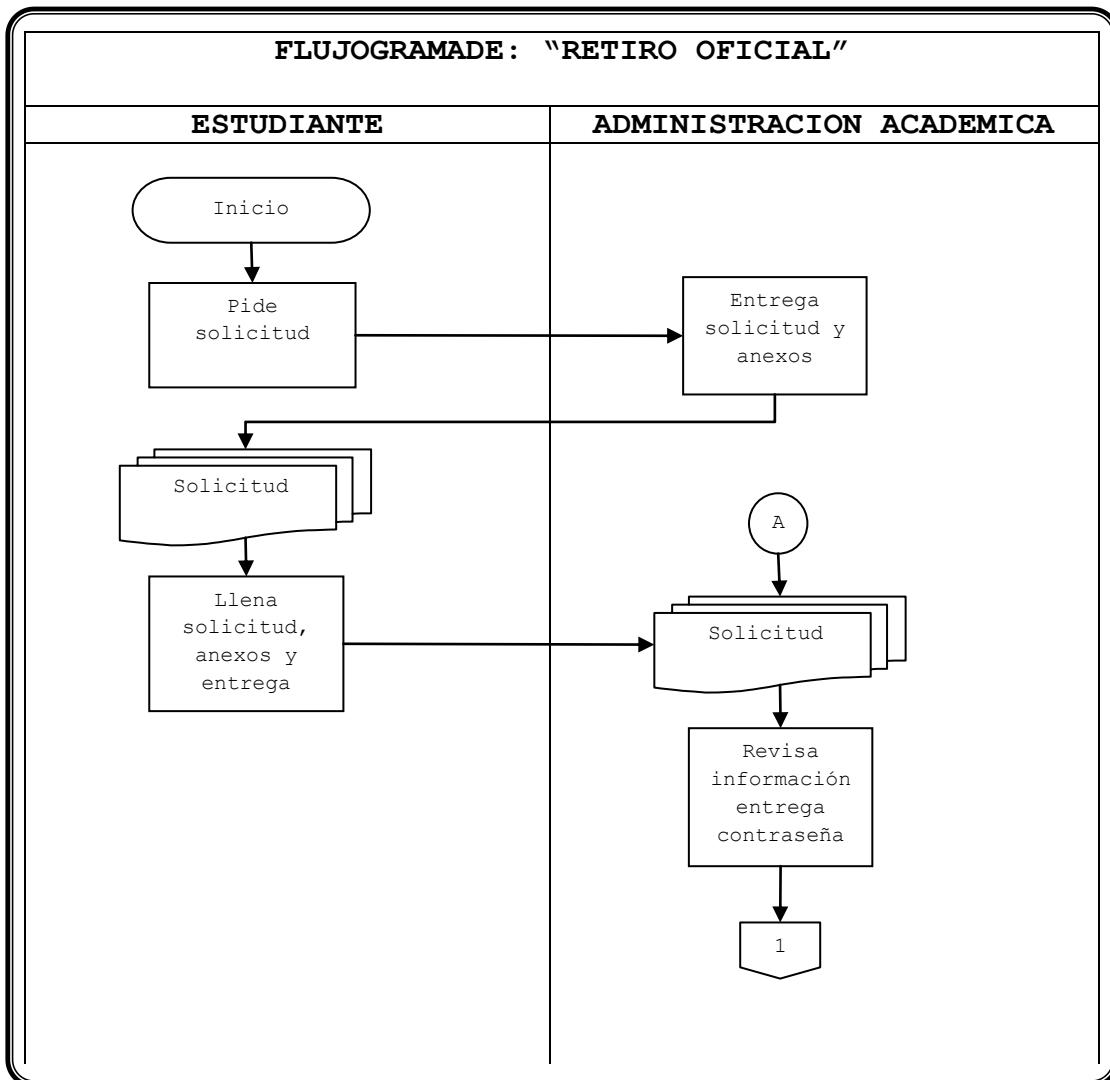 FLUJOGRAMADE: “RETIRO OFICIAL”
ESTUDIANTE
ADMINISTRACION ACADEMICA
Inicio
Pide
solicitud
Entrega
solicitud y
anexos
Solicitud
A
Llena
solicitud,
anexos y
entrega
Solicitud
Revisa
información
entrega
contraseña
1